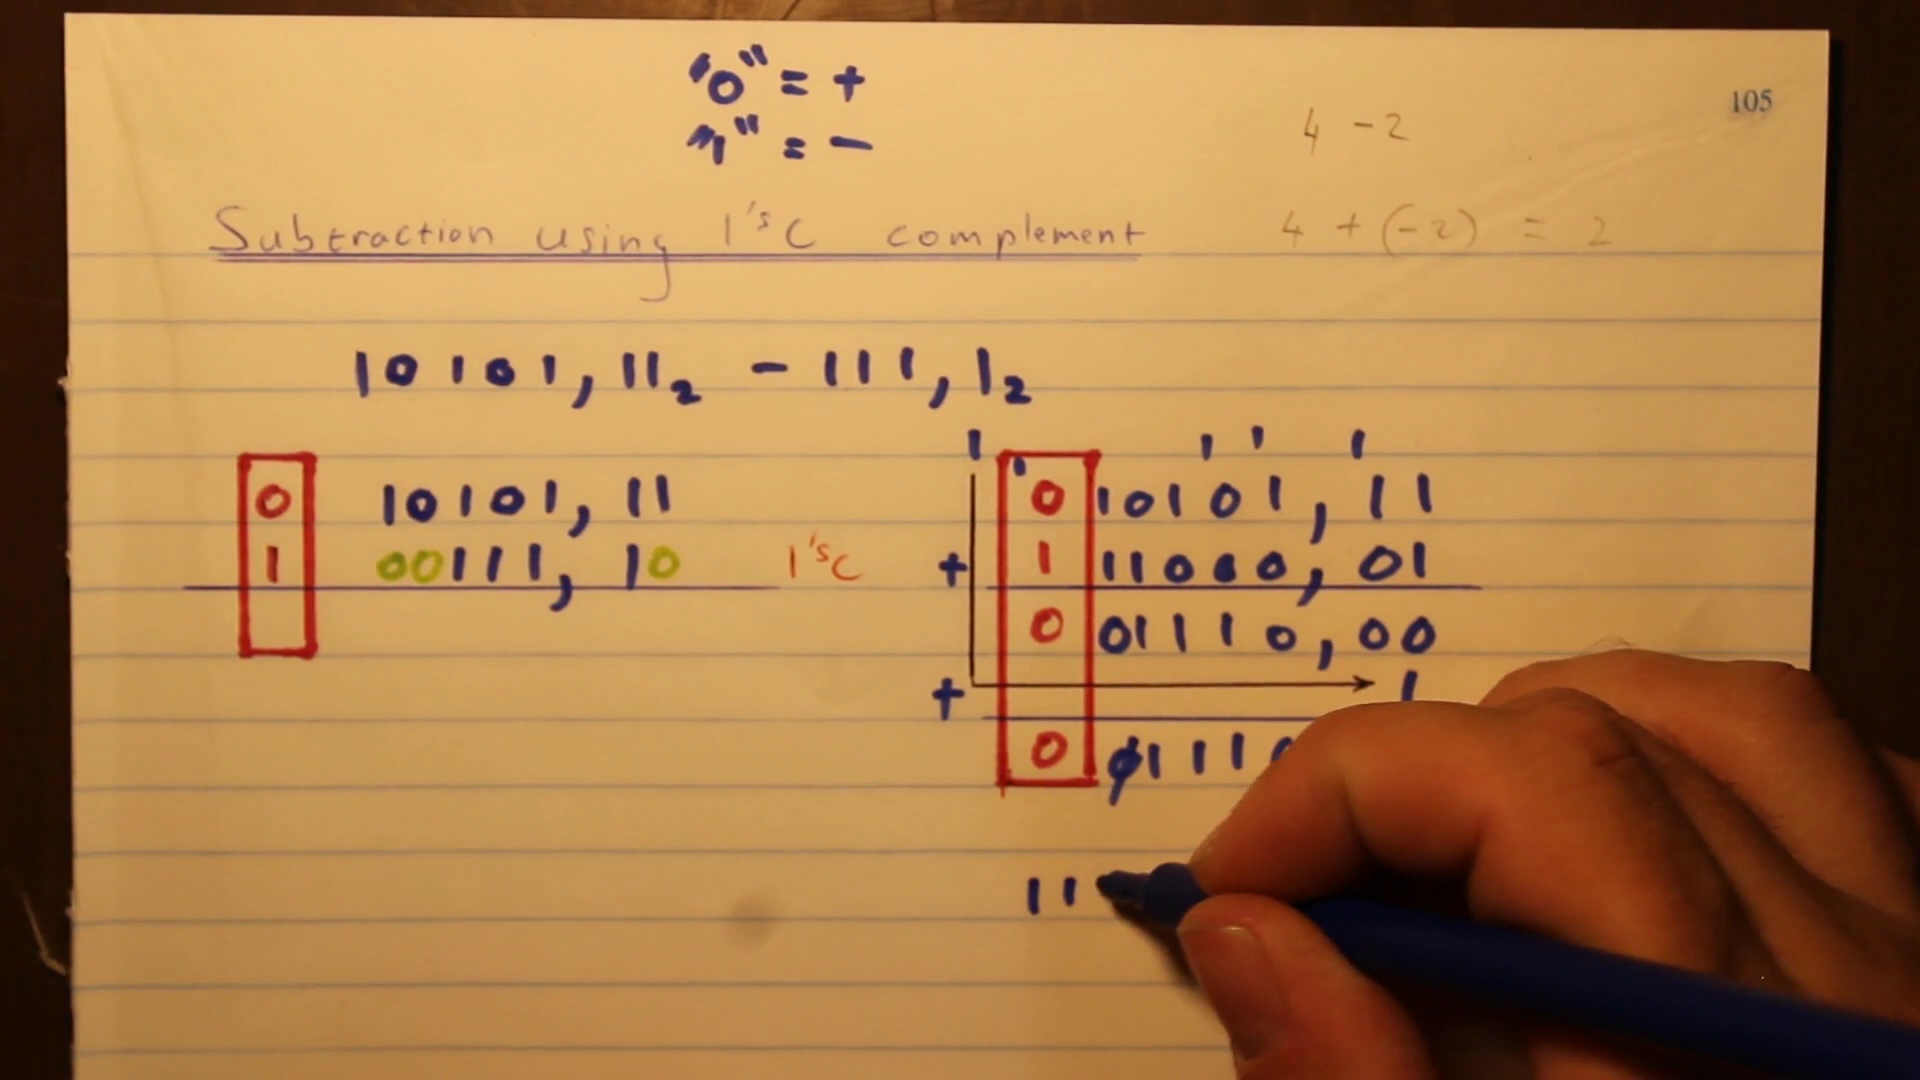 "0" = +
"1" = -
105
4 - 2
Subtraction using 1'sC complement
4 + (-2) = 2
10101,11₂ - 111,1₂
1 1 1 1
0 10101,11
1 00111,10 1'sC
1
0 10101,11
+ 1 11000,01
0 01110,00
+ 1
0 0111
11